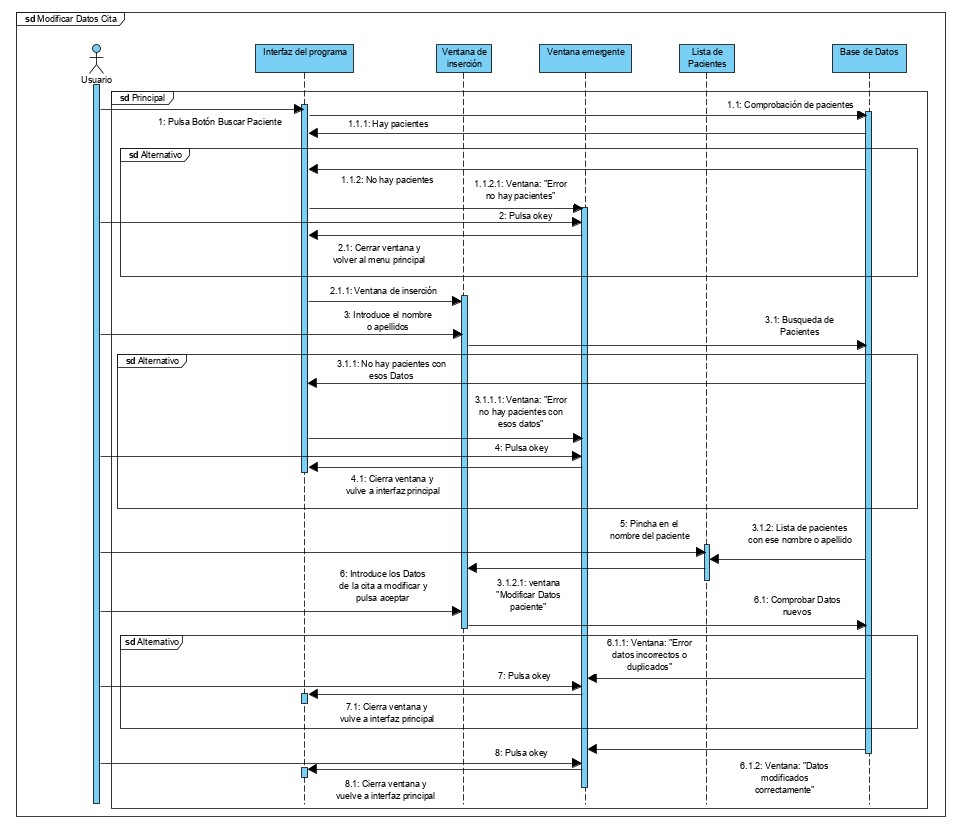 sd Modificar Datos Cita
Usuario
Interfaz del programa
Ventana de
inserción
Ventana emergente
Lista de
Pacientes
Base de Datos
sd Principal
1: Pulsa Botón Buscar Paciente
1.1: Comprobación de pacientes
1.1.1: Hay pacientes
sd Alternativo
1.1.2: No hay pacientes
1.1.2.1: Ventana: "Error
no hay pacientes"
2: Pulsa okey
2.1: Cerrar ventana y
volver al menu principal
2.1.1: Ventana de inserción
3: Introduce el nombre
o apellidos
3.1: Busqueda de
Pacientes
sd Alternativo
3.1.1: No hay pacientes con
esos Datos
3.1.1.1: Ventana: "Error
no hay pacientes con
esos datos"
4: Pulsa okey
4.1: Cierra ventana y
vulve a interfaz principal
5: Pincha en el
nombre del paciente
3.1.2: Lista de pacientes
con ese nombre o apellido
6: Introduce los Datos
de la cita a modificar y
pulsa aceptar
3.1.2.1: ventana
"Modificar Datos
paciente"
6.1: Comprobar Datos
nuevos
sd Alternativo
6.1.1: Ventana: "Error
datos incorrectos o
duplicados"
7: Pulsa okey
7.1: Cierra ventana y
vulve a interfaz principal
8: Pulsa okey
6.1.2: Ventana: "Datos
modificados
correctamente"
8.1: Cierra ventana y
vuelve a interfaz principal